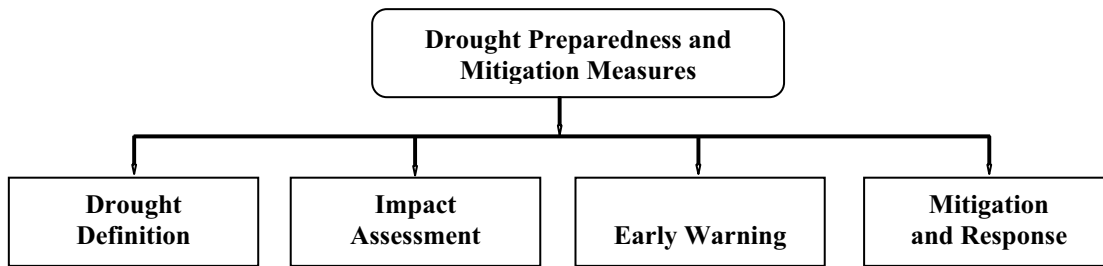 Drought Preparedness and
Mitigation Measures
Drought
Definition
Impact
Assessment
Early Warning
Mitigation
and Response